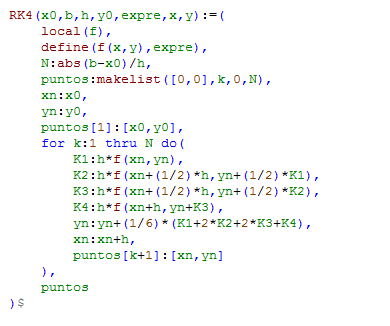 RK4(x0,b,h,y0,expre,x,y):=(
local(f),
define(f(x,y),expre),
N:abs(b-x0)/h,
puntos:makelist([0,0],k,0,N),
xn:x0,
yn:y0,
puntos[1]:[x0,y0],
for k:1 thru N do(
K1:h*f(xn,yn),
K2:h*f(xn+(1/2)*h,yn+(1/2)*K1),
K3:h*f(xn+(1/2)*h,yn+(1/2)*K2),
K4:h*f(xn+h,yn+K3),
yn:yn+(1/6)*(K1+2*K2+2*K3+K4),
xn:xn+h,
puntos[k+1]:[xn,yn]
),
puntos
)$